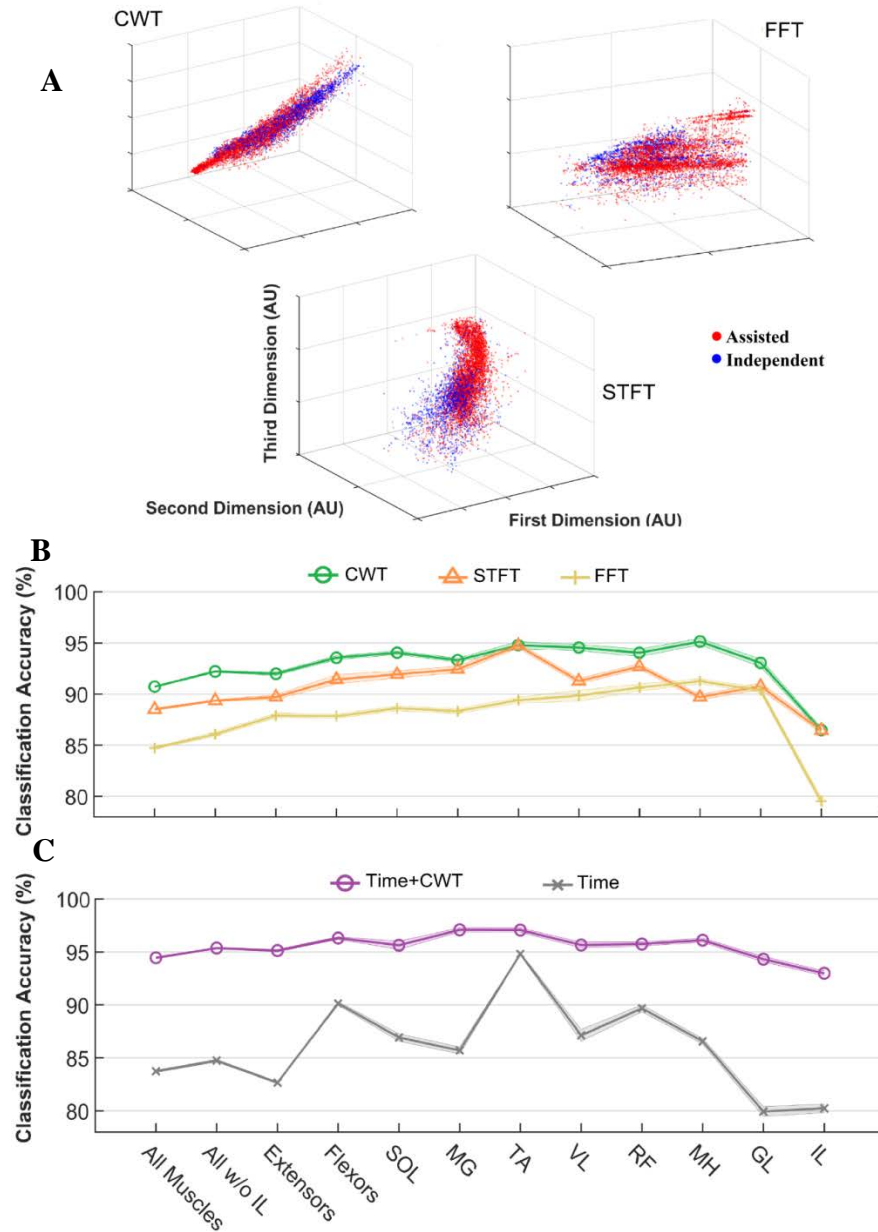 CWT
FFT
A
Third Dimension (AU)
Assisted
Independent
STFT
Second Dimension (AU)
First Dimension (AU)
B
CWT STFT FFT
Classification Accuracy (%)
100
95
90
85
80
C
Time+CWT Time
Classification Accuracy (%)
100
95
90
85
80
All Muscles
All w/o IL
Extensors
Flexors
SOL
MG
TA
VL
RF
MH
GL
IL